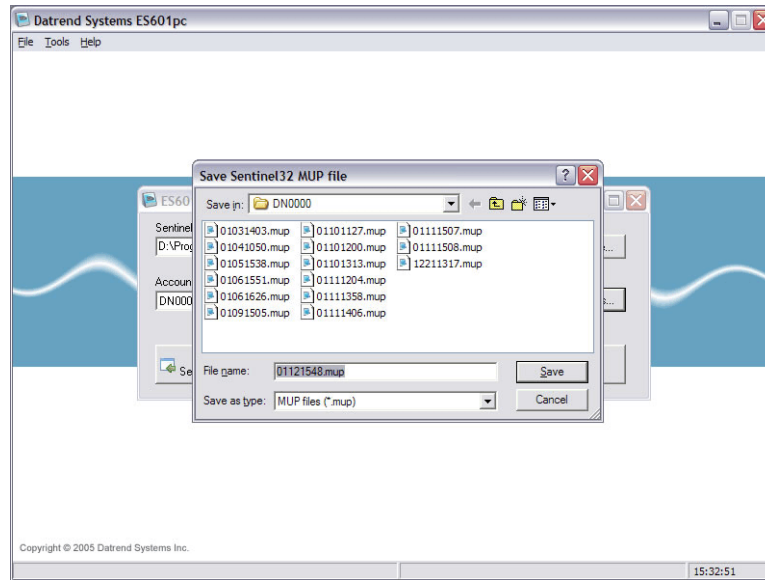 Datrend Systems ES601pc
File Tools Help
Save Sentinel32 MUP file
ES60
Save in: DN0000
Sentinel
D:\Prog
Accoun
DN000
Se
01031403.mup 01101127.mup 01111507.mup
01041050.mup 01101200.mup 01111508.mup
01051538.mup 01101313.mup 12211317.mup
01061551.mup 01111204.mup
01061626.mup 01111358.mup
01091505.mup 01111406.mup
File name: 01121548.mup Save
Save as type: MUP files (*.mup) Cancel
Copyright © 2005 Datrend Systems Inc.
15:32:51